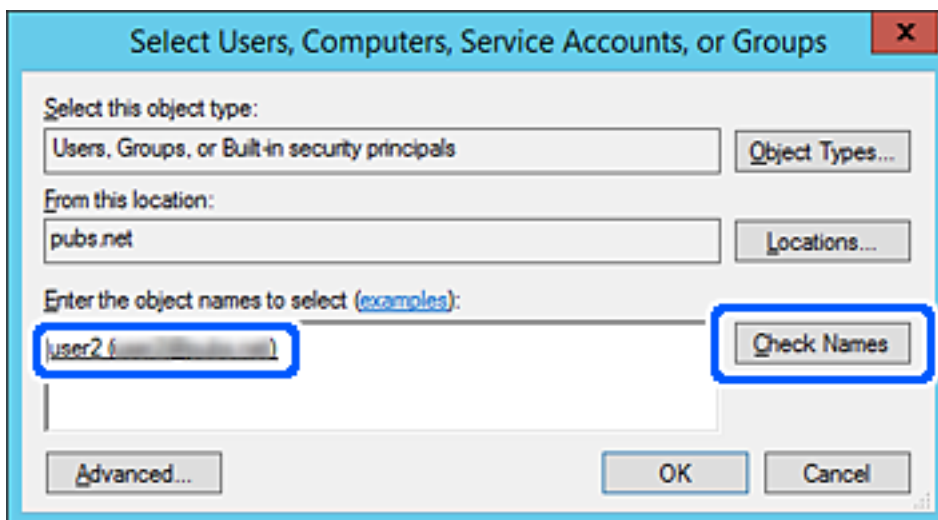 Select Users, Computers, Service Accounts, or Groups
x
Select this object type:
Users, Groups, or Built-in security principals
Object Types...
From this location:
pubs.net
Locations...
Enter the object names to select (examples):
user2 (
)
Check Names
Advanced...
OK
Cancel